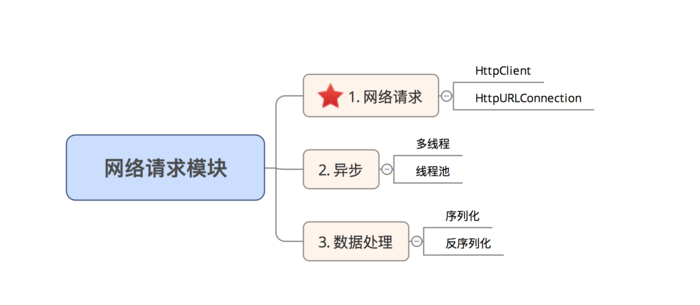 网络请求模块
1. 网络请求
HttpClient
HttpURLConnection
2. 异步
多线程
线程池
3. 数据处理
序列化
反序列化